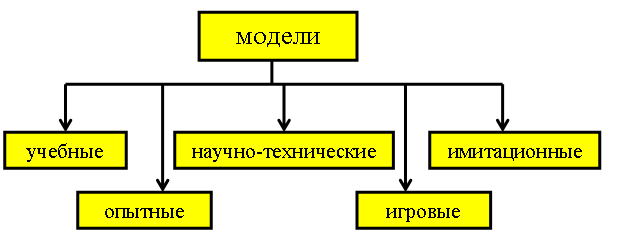 модели
учебные
научно-технические
имитационные
опытные
игровые